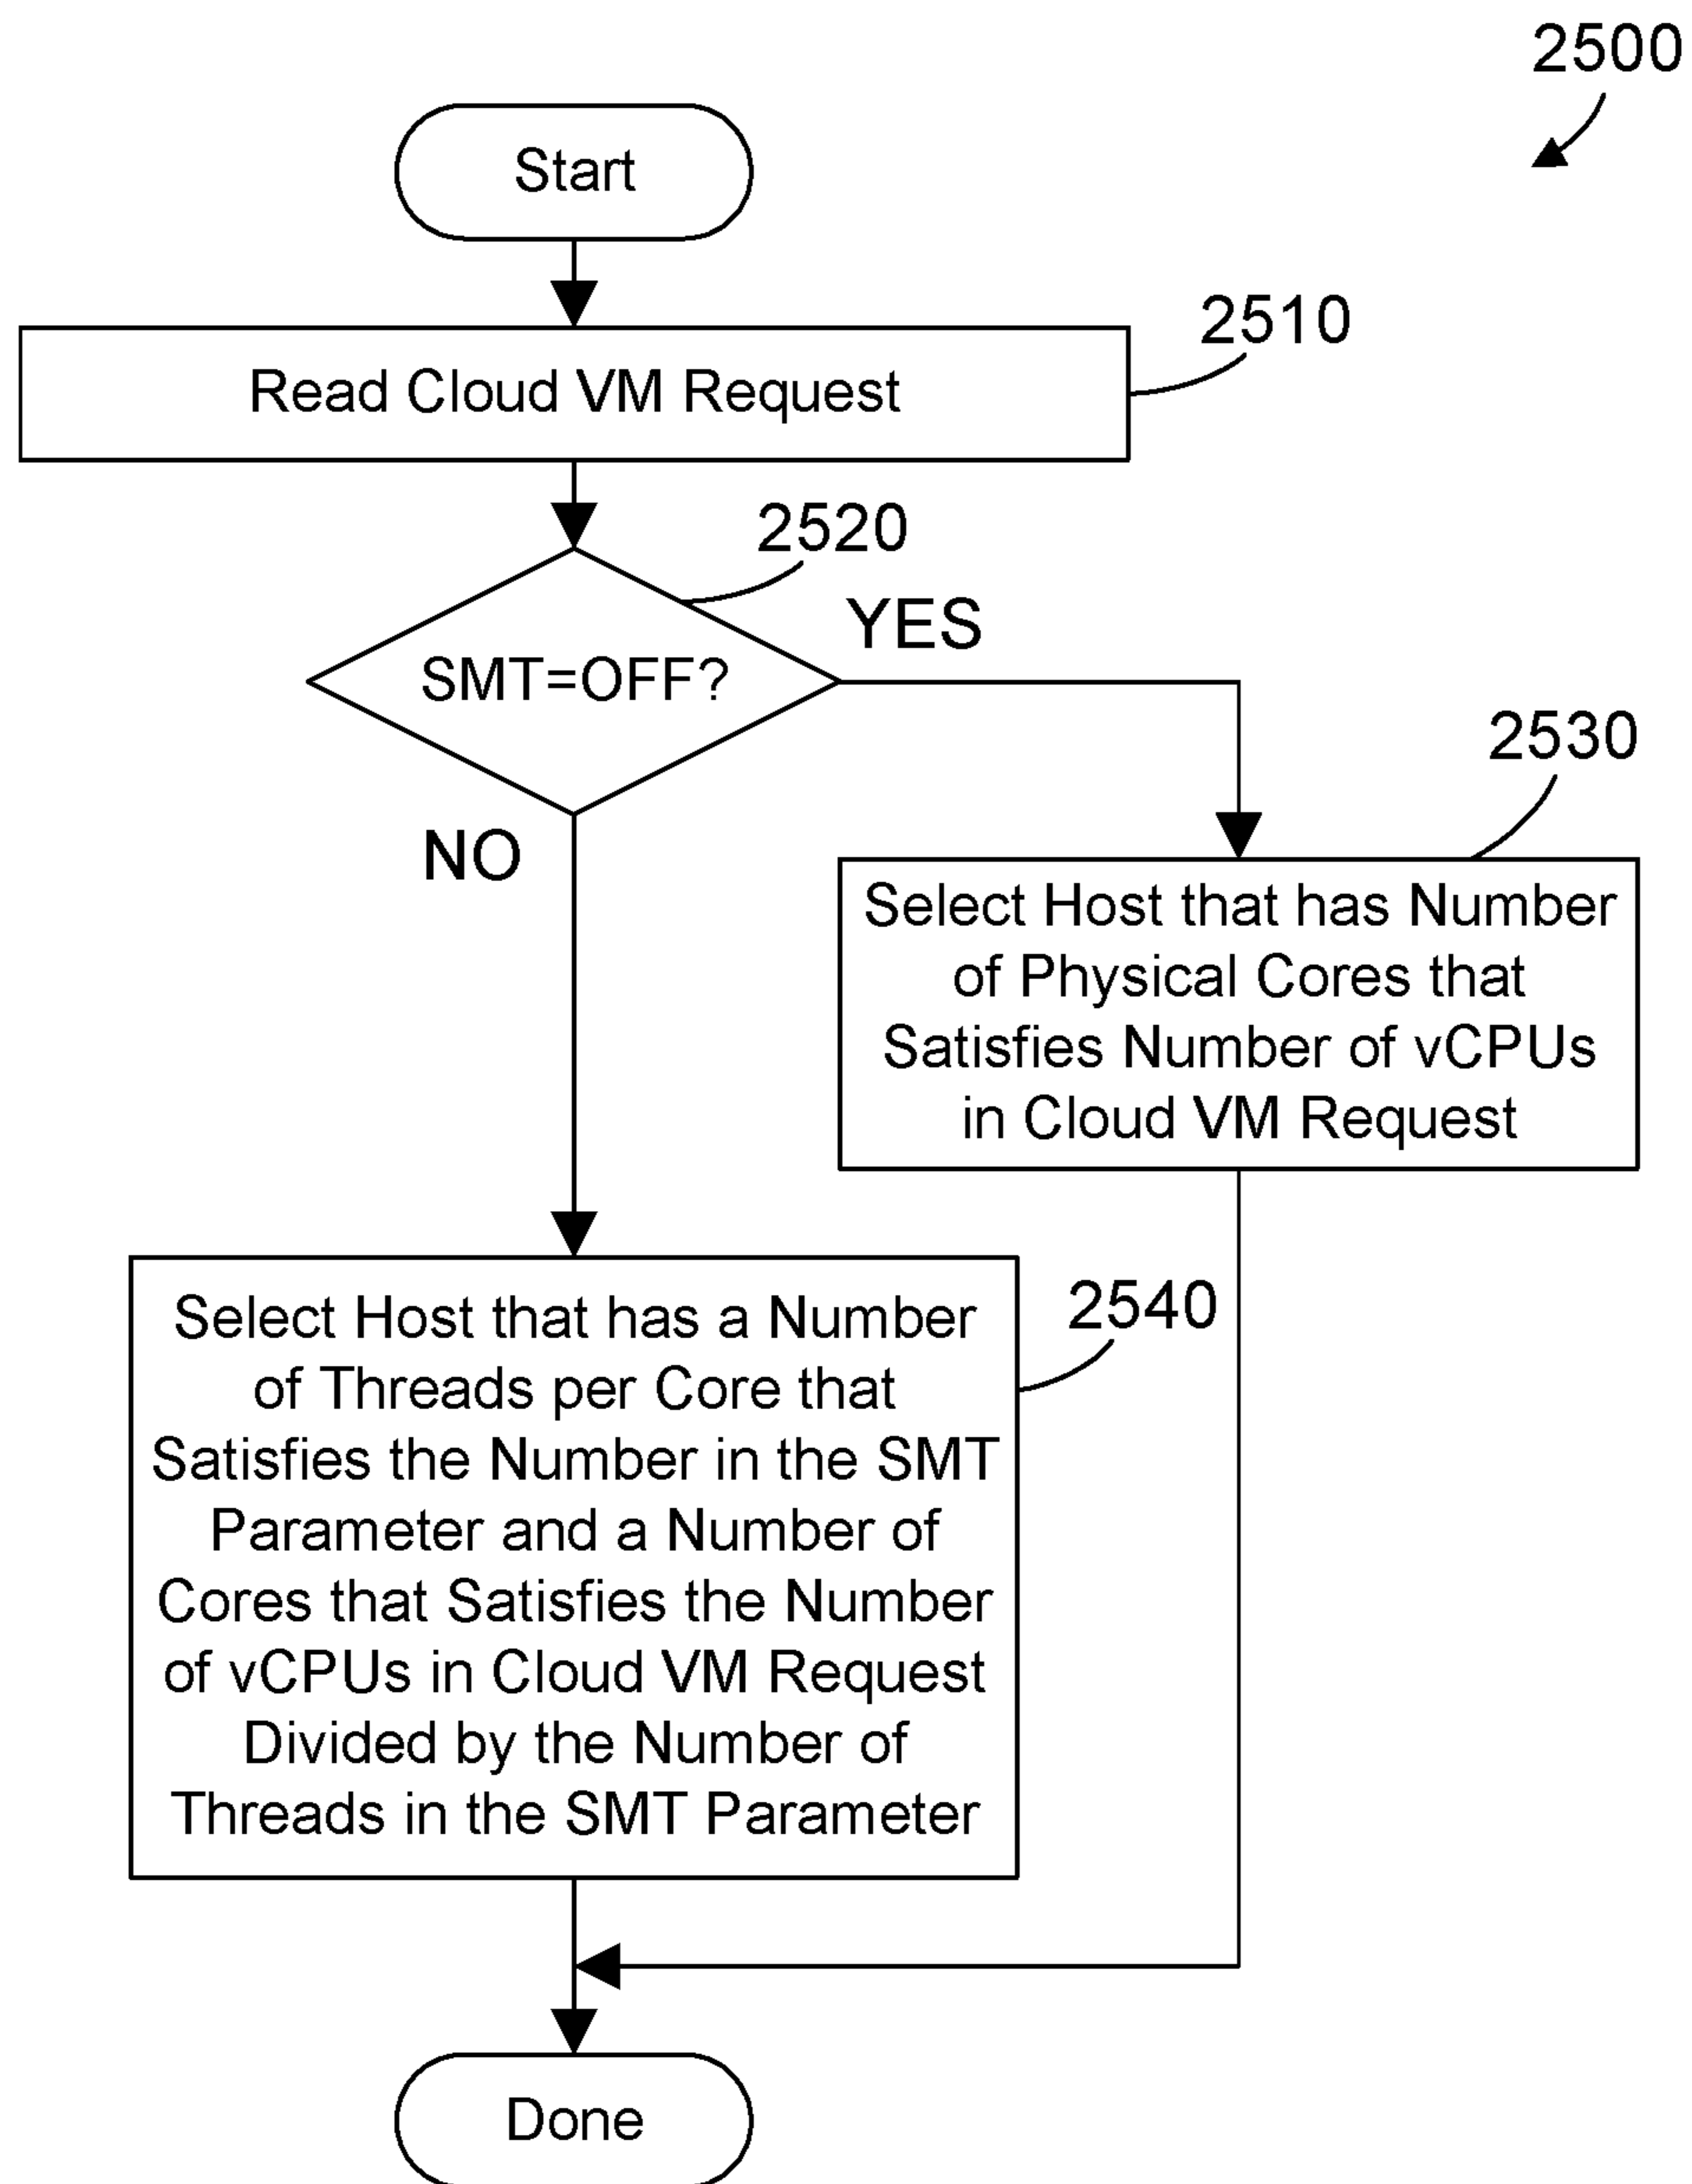 2500
Start
2510
Read Cloud VM Request
2520
YES
SMT=OFF?
2530
NO
Select Host that has Number
of Physical Cores that
Satisfies Number of vCPUs
in Cloud VM Request
2540
Select Host that has a Number
of Threads per Core that
Satisfies the Number in the SMT
Parameter and a Number of
Cores that Satisfies the Number
of vCPUs in Cloud VM Request
Divided by the Number of
Threads in the SMT Parameter
Done